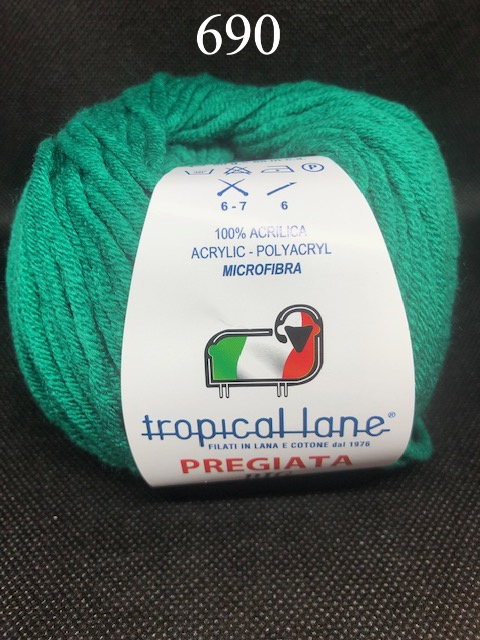 690
P
6 - 7 6
100% ACRILICA
ACRYLIC - POLYACRYL
MICROFIBRA
tropical lane®
FILATI IN LANA E COTONE dal 1976
PREGIATA